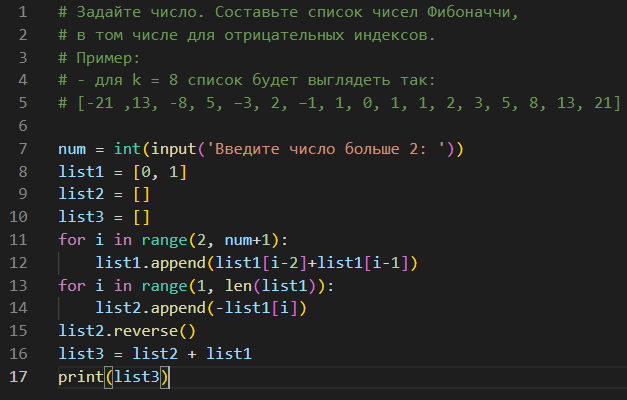 1 # Задайте число. Составьте список чисел Фибоначчи,
2 # в том числе для отрицательных индексов.
3 # Пример:
4 # - для k = 8 список будет выглядеть так:
5 # [-21 ,13, -8, 5, −3, 2, −1, 1, 0, 1, 1, 2, 3, 5, 8, 13, 21]
6
7 num = int(input('Введите число больше 2: '))
8 list1 = [0, 1]
9 list2 = []
10 list3 = []
11 for i in range(2, num+1):
12     list1.append(list1[i-2]+list1[i-1])
13 for i in range(1, len(list1)):
14     list2.append(-list1[i])
15 list2.reverse()
16 list3 = list2 + list1
17 print(list3)